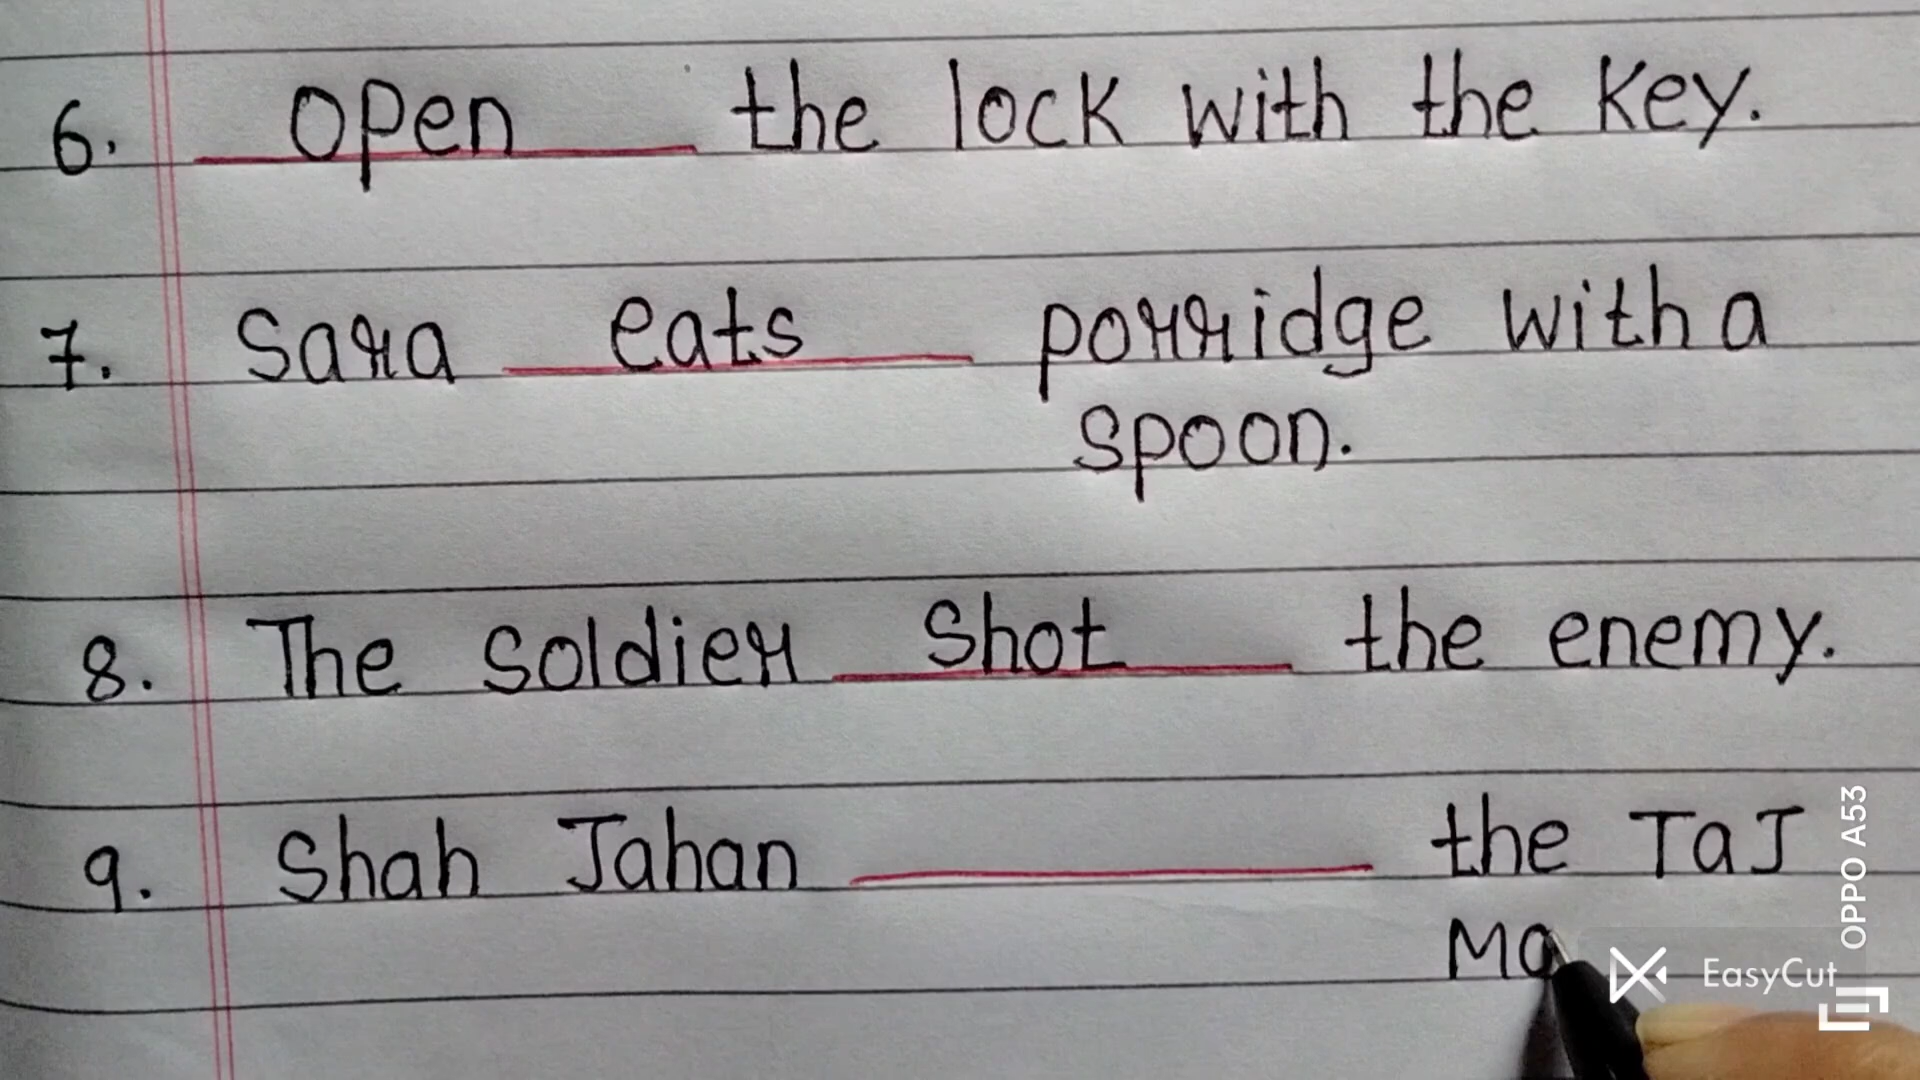 6. Open the lock with the key.
7. Sara eats porridge with a
spoon.
8. The soldier shot the enemy.
9. Shah Jahan the TaJ
Ma
OPPO A53
EasyCut